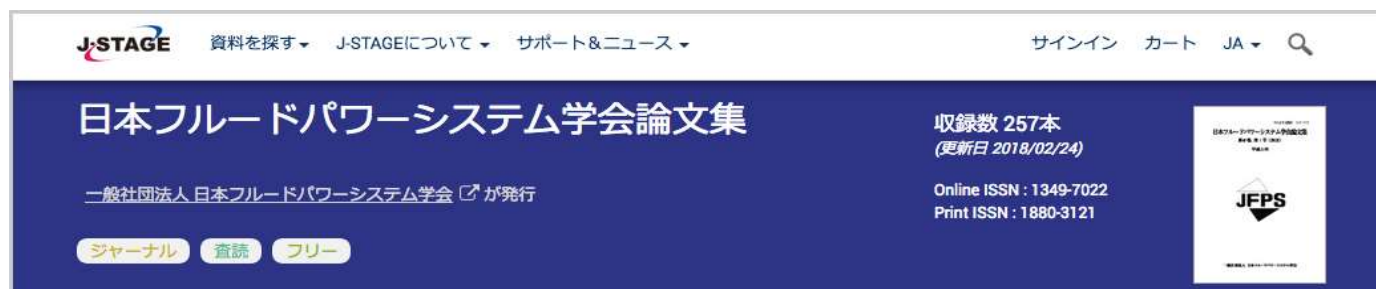 J-STAGE 資料を探す J-STAGEについて サポート&ニュース サインイン カート JA
日本フルードパワーシステム学会論文集
一般社団法人 日本フルードパワーシステム学会 が発行
ジャーナル 査読 フリー
収録数 257本
(更新日 2018/02/24)
Online ISSN : 1349-7022
Print ISSN : 1880-3121
日本フルードパワーシステム学会論文集
JFPS